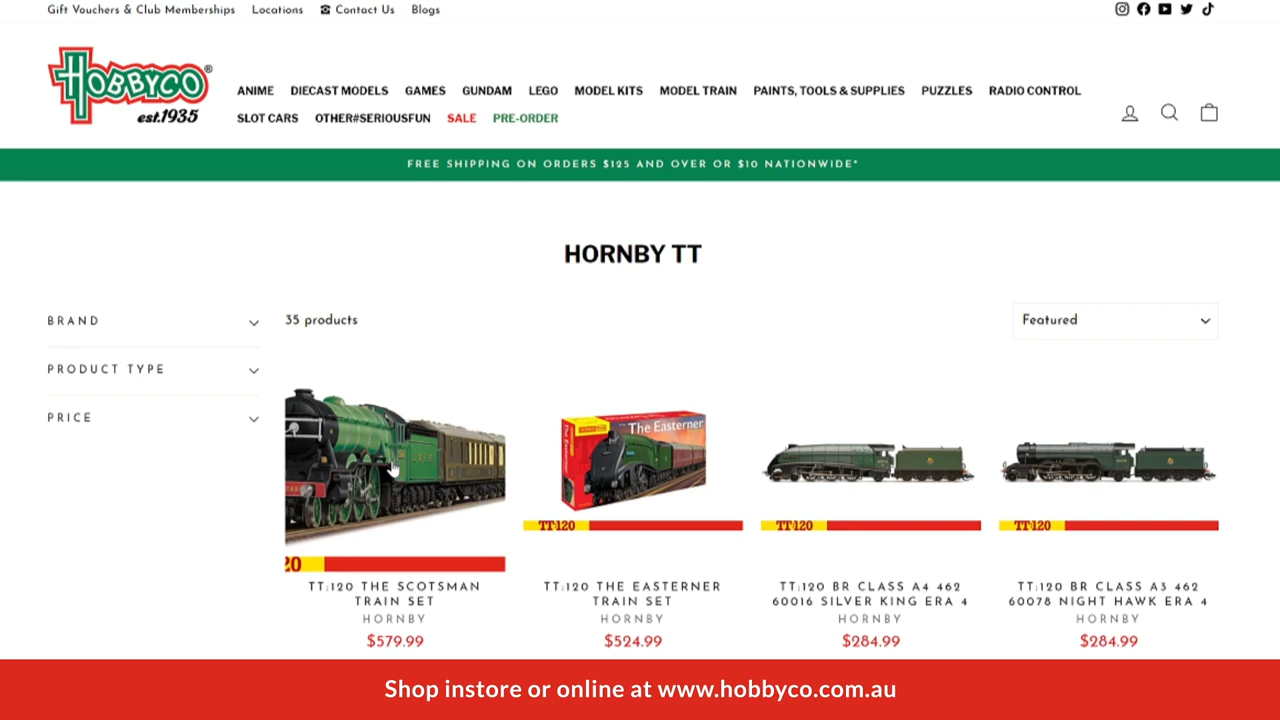 Gift Vouchers & Club Memberships Locations ☎ Contact Us Blogs
HOBBYCO®
est.1935
ANIME DIECAST MODELS GAMES GUNDAM LEGO MODEL KITS MODEL TRAIN PAINTS, TOOLS & SUPPLIES PUZZLES RADIO CONTROL
SLOT CARS OTHER#SERIOUSFUN SALE PRE-ORDER
FREE SHIPPING ON ORDERS $125 AND OVER OR $10 NATIONWIDE*
HORNBY TT
BRAND
PRODUCT TYPE
PRICE
35 products
Featured
The Easterner
20
TT:120
TT:120
TT:120
TT:120 THE SCOTSMAN
TRAIN SET
HORNBY
$579.99
TT:120 THE EASTERNER
TRAIN SET
HORNBY
$524.99
TT:120 BR CLASS A4 462
60016 SILVER KING ERA 4
HORNBY
$284.99
TT:120 BR CLASS A3 462
60078 NIGHT HAWK ERA 4
HORNBY
$284.99
Shop instore or online at www.hobbyco.com.au